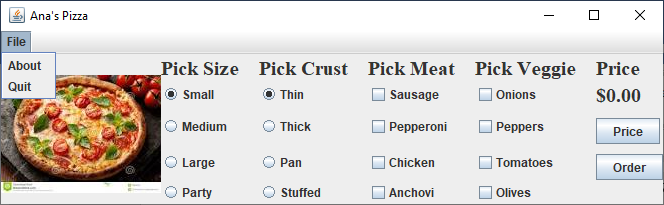 Ana's Pizza
File
About
Quit
Pick Size Pick Crust Pick Meat Pick Veggie Price
Small Thin Sausage Onions $0.00
Medium Thick Pepperoni Peppers Price
Large Pan Chicken Tomatoes Order
Party Stuffed Anchovi Olives